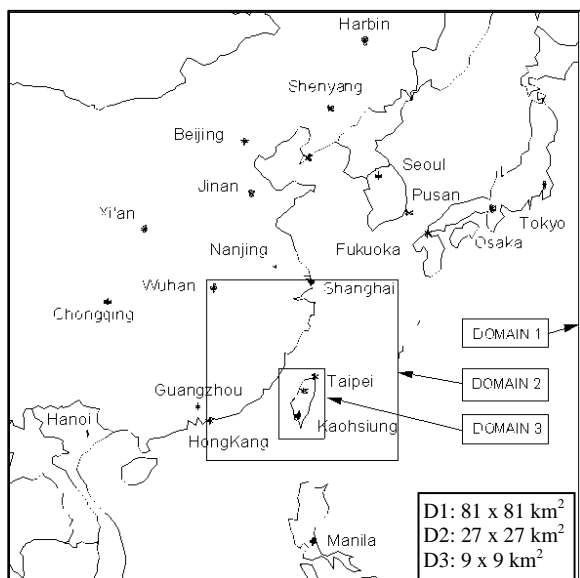 Harbin
Shenyang
Beijing
Seoul
Jinan
Pusan
Xi'an
Tokyo
Nanjing
Fukuoka
Osaka
Wuhan
Shanghai
Chongqing
DOMAIN 1
Taipei
DOMAIN 2
Guangzhou
Hanoi
Kaohsiung
DOMAIN 3
HongKang
D1: 81 x 81 km²
D2: 27 x 27 km²
D3: 9 x 9 km²
Manila